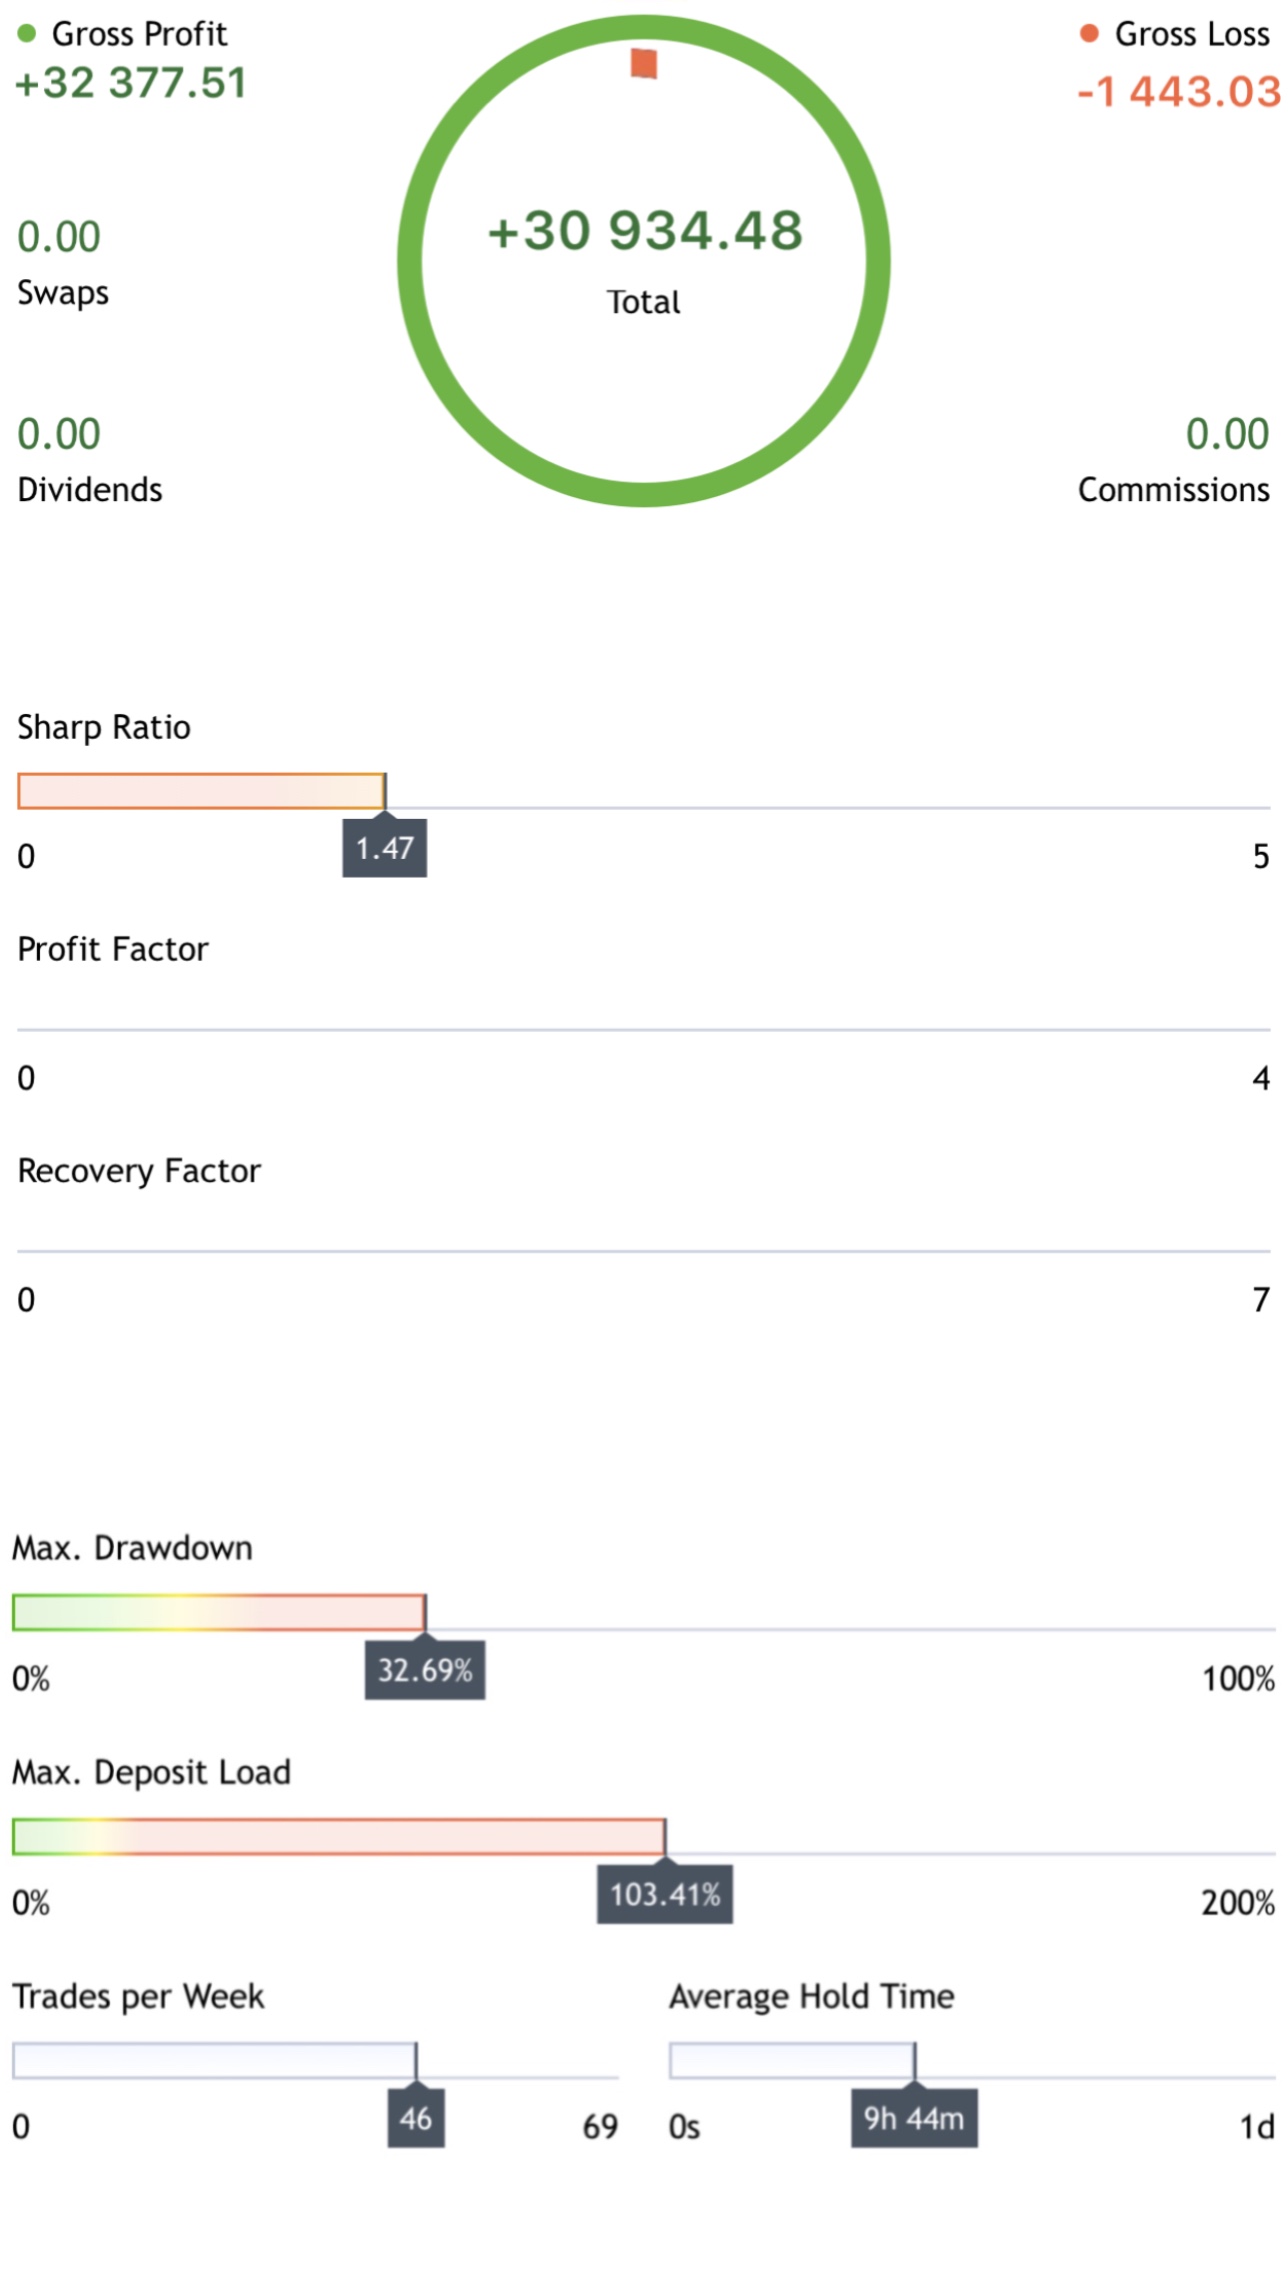 Gross Profit
+32 377.51
Gross Loss
-1 443.03
+30 934.48
Total
0.00
Swaps
0.00
Dividends
0.00
Commissions
Sharp Ratio
1.47
0
5
Profit Factor
0
4
Recovery Factor
0
7
Max. Drawdown
32.69%
0%
100%
Max. Deposit Load
103.41%
0%
200%
Trades per Week
46
0
69
Average Hold Time
9h 44m
0s
1d